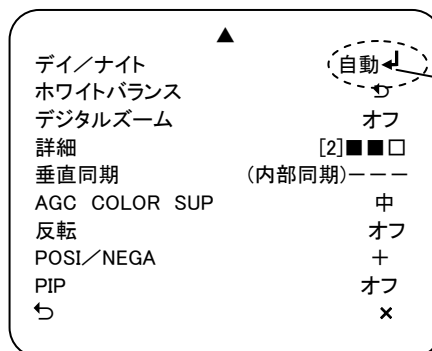 ▲
デイ／ナイト 自動↲
ホワイトバランス ⮌
デジタルズーム オフ
詳細 [2]■■□
垂直同期 (内部同期)－－－
AGC COLOR SUP 中
反転 オフ
POSI／NEGA ＋
PIP オフ
⮌ ×